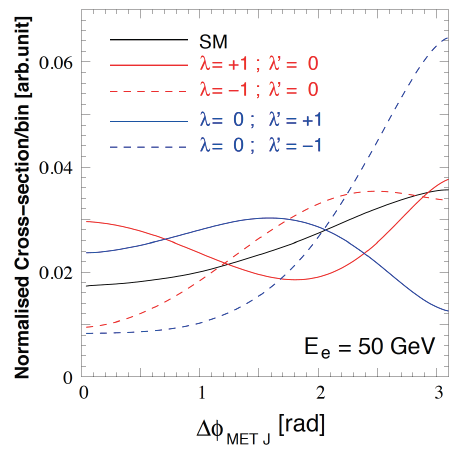 Normalised Cross-section/bin [arb.unit]
0.06
0.04
0.02
0
SM
λ= +1 ; λ'= 0
λ= −1 ; λ'= 0
λ= 0 ; λ'= +1
λ= 0 ; λ'= −1
E_e = 50 GeV
0 1 2 3
Δϕ_MET J [rad]